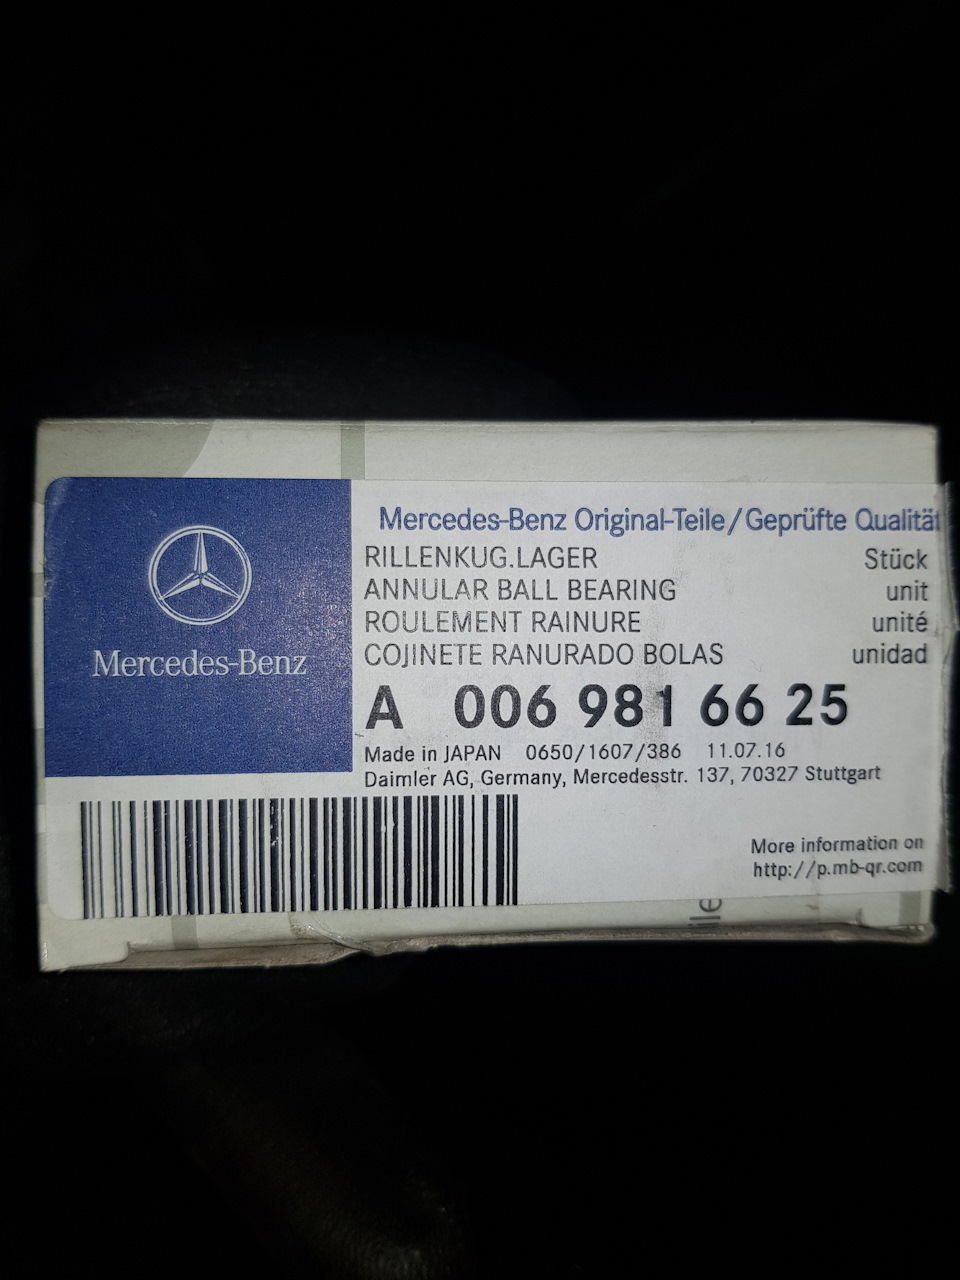 Mercedes-Benz
Mercedes-Benz Original-Teile/Geprüfte Qualität
RILLENKUG.LAGER Stück
ANNULAR BALL BEARING unit
ROULEMENT RAINURE unité
COJINETE RANURADO BOLAS unidad
A 006 981 66 25
Made in JAPAN 0650/1607/386 11.07.16
Daimler AG, Germany, Mercedesstr. 137, 70327 Stuttgart
More information on
http://p.mb-qr.com